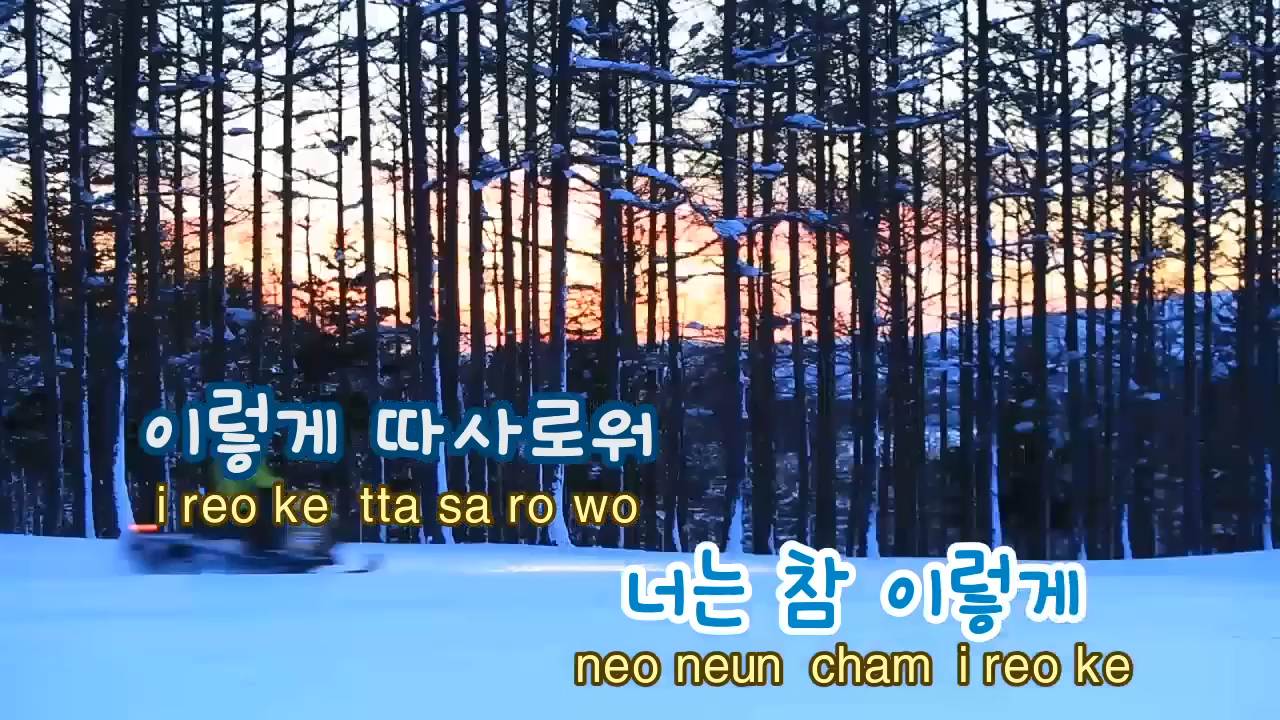 이렇게 따사로워
i reo ke tta sa ro wo
너는 참 이렇게
neo neun cham i reo ke